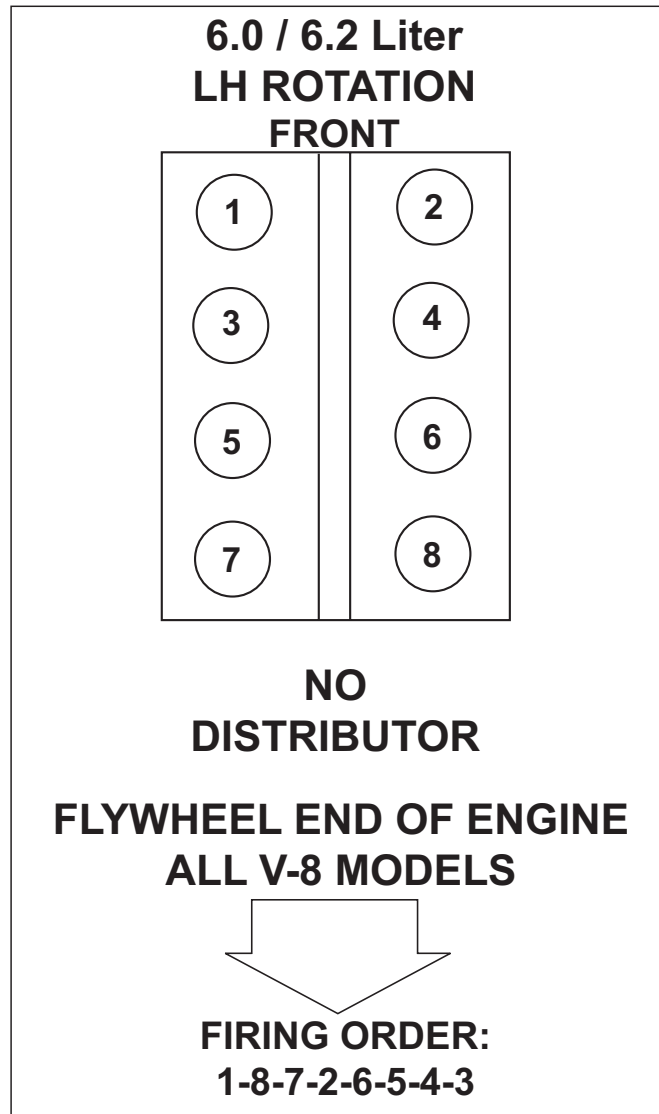 6.0 / 6.2 Liter
LH ROTATION
FRONT
1 2
3 4
5 6
7 8
NO
DISTRIBUTOR
FLYWHEEL END OF ENGINE
ALL V-8 MODELS
FIRING ORDER:
1-8-7-2-6-5-4-3